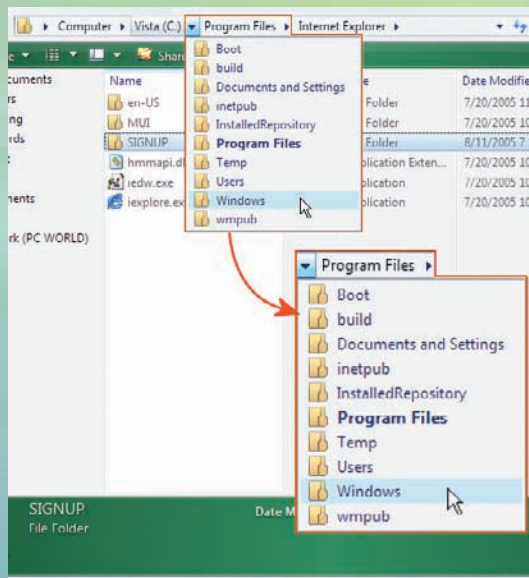 Computer Vista (C:) Program Files Internet Explorer
Shar
cuments
Name
Date Modifie
rs
en-US
Folder
7/20/2005 11
ng
MUI
Folder
7/20/2005 10
rds
SIGNUP
Folder
8/11/2005 7
hmmapi.dl
plication Exten...
7/20/2005 10
iedw.exe
plication
7/20/2005 10
ments
iexplore.ex
plication
7/20/2005 10
rk (PC WORLD)
Boot
build
Documents and Settings
inetpub
InstalledRepository
Program Files
Temp
Users
Windows
wmpub
Program Files
Boot
build
Documents and Settings
inetpub
InstalledRepository
Program Files
Temp
Users
Windows
wmpub
SIGNUP
Date M
File Folder